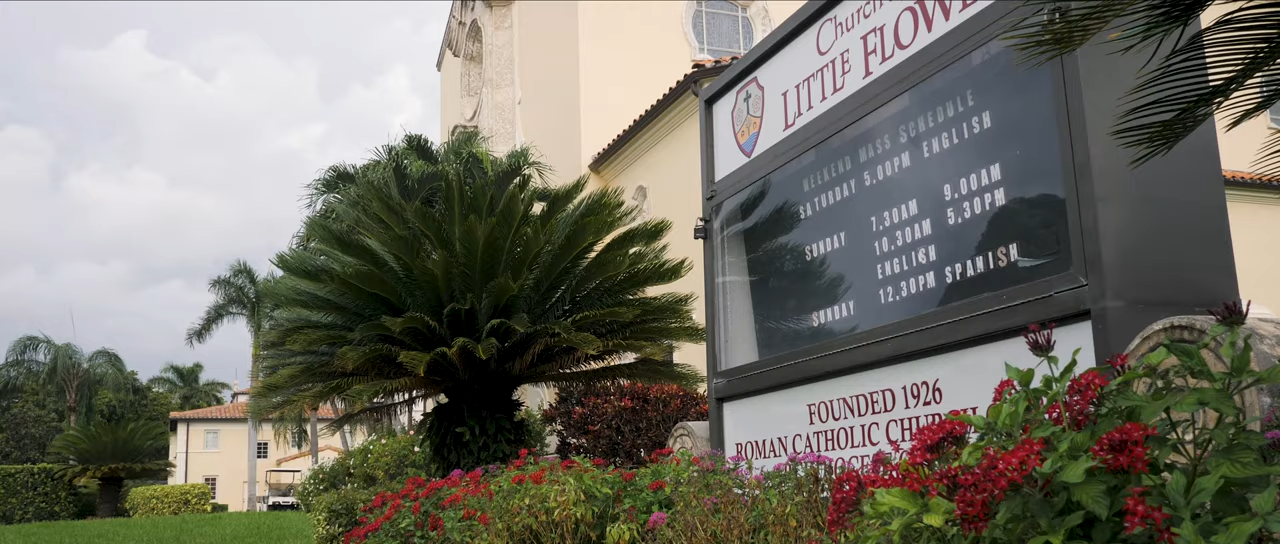 Church
LITTLE FLOWE
WEEKEND MASS SCHEDULE
SATURDAY 5.00PM ENGLISH
SUNDAY 7.30AM 9.00AM
10.30AM 5.30PM
ENGLISH
SUNDAY 12.30PM SPANISH
FOUNDED 1926
ROMAN CATHOLIC CHURCH